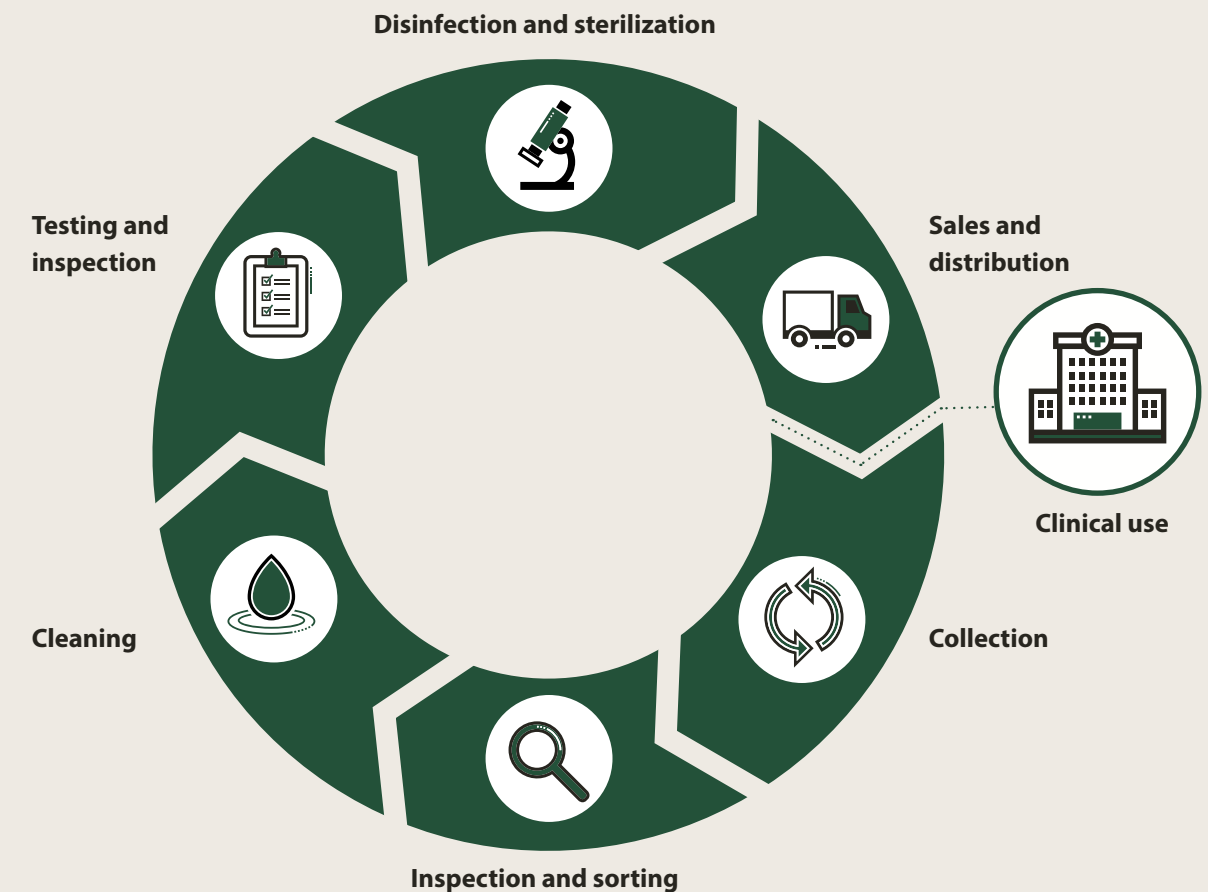 Disinfection and sterilization
Testing and
inspection
Sales and
distribution
Clinical use
Cleaning
Collection
Inspection and sorting